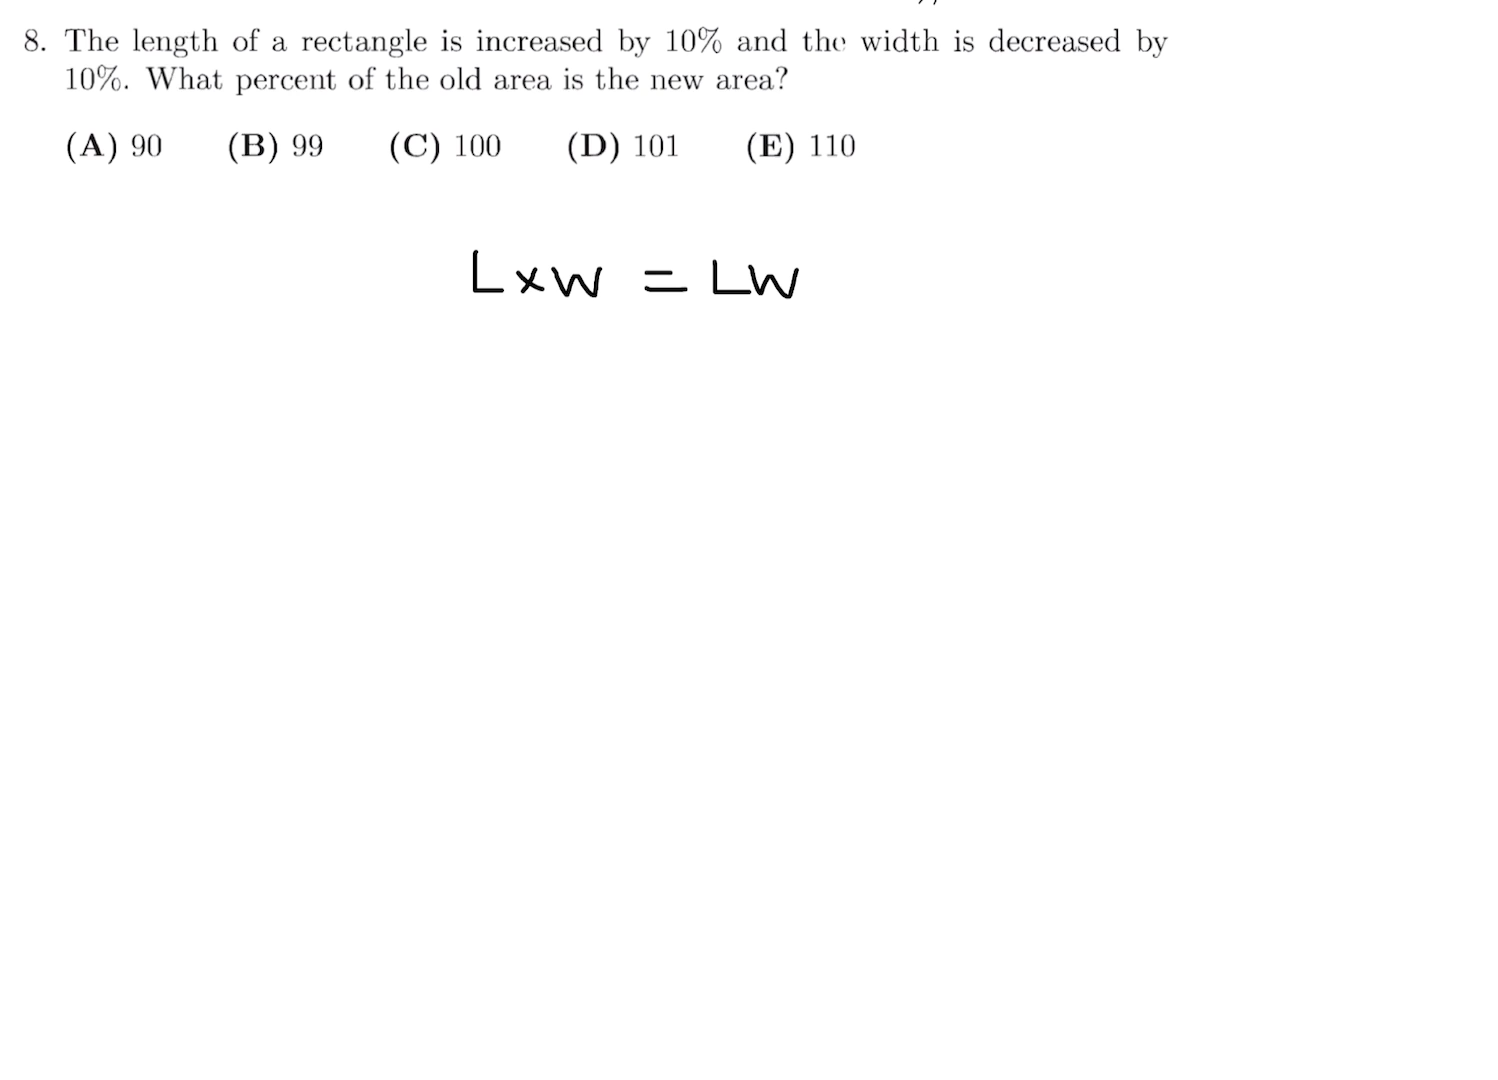 8. The length of a rectangle is increased by 10% and the width is decreased by
10%. What percent of the old area is the new area?
(A) 90 (B) 99 (C) 100 (D) 101 (E) 110
L x W = LW